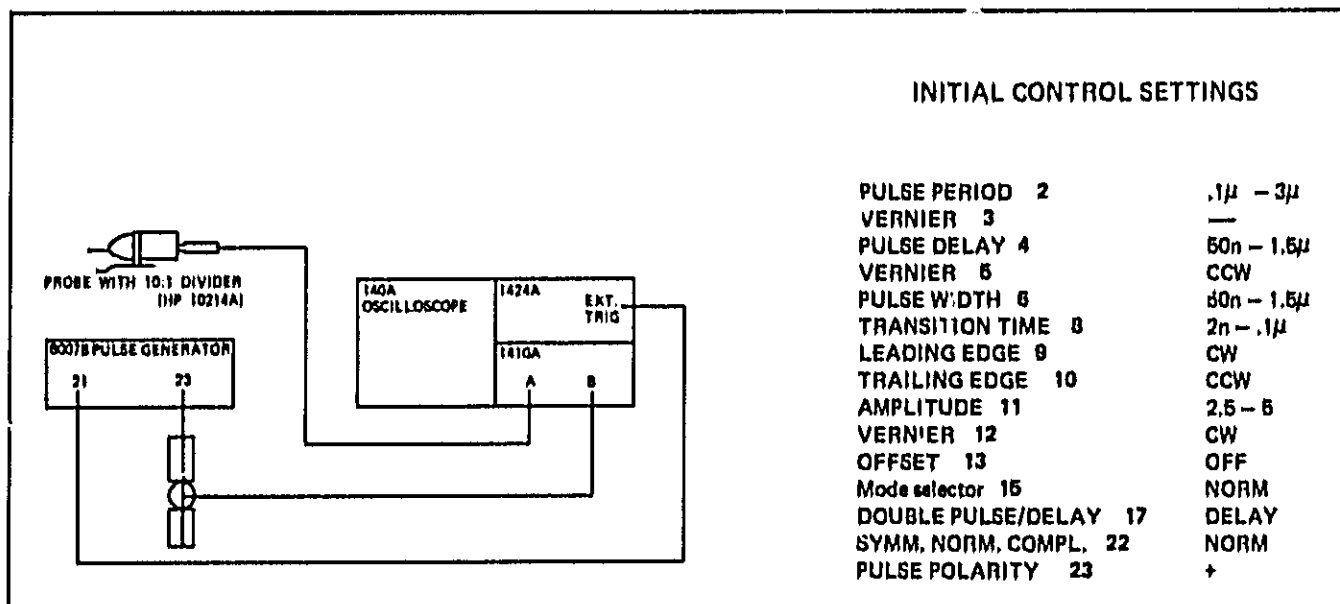 INITIAL CONTROL SETTINGS
PULSE PERIOD 2 .1μ – 3μ
VERNIER 3 —
PULSE DELAY 4 50n – 1.5μ
VERNIER 5 CCW
PULSE WIDTH 6 50n – 1.5μ
TRANSITION TIME 8 2n – .1μ
LEADING EDGE 9 CW
TRAILING EDGE 10 CCW
AMPLITUDE 11 2.5 – 5
VERNIER 12 CW
OFFSET 13 OFF
Mode selector 15 NORM
DOUBLE PULSE/DELAY 17 DELAY
SYMM, NORM, COMPL, 22 NORM
PULSE POLARITY 23 +
PROBE WITH 10:1 DIVIDER
(HP 10214A)
8007B PULSE GENERATOR
21 23
140A
OSCILLOSCOPE
1424A
EXT.
TRIG
1410A
A B